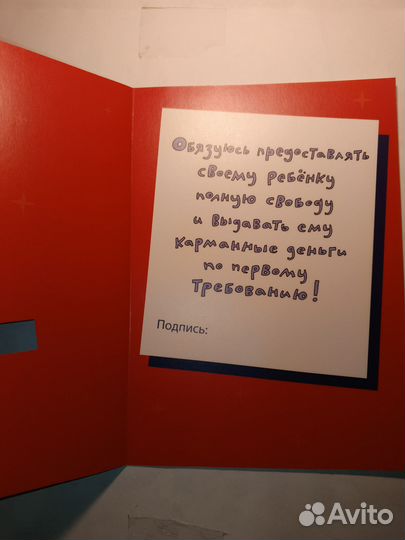 Обязуюсь предоставлять
своему ребёнку
полную свободу
и выдавать ему
карманные деньги
по первому
требованию!
Подпись:
Avito